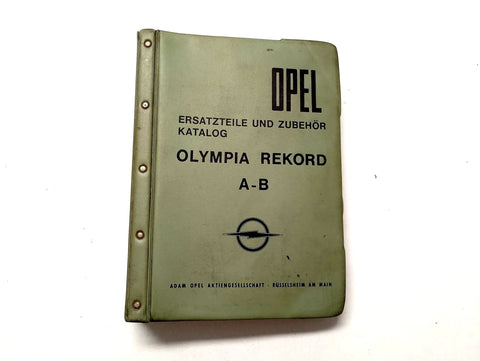 OPEL
ERSATZTEILE UND ZUBEHÖR
KATALOG
OLYMPIA REKORD
A-B
ADAM OPEL AKTIENGESELLSCHAFT · RÜSSELSHEIM AM MAIN